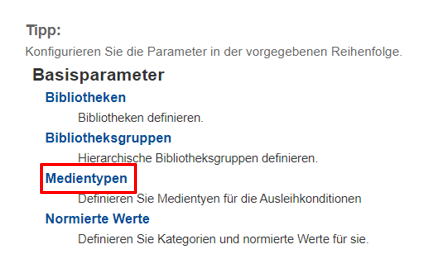 Tipp:
Konfigurieren Sie die Parameter in der vorgegebenen Reihenfolge.
Basisparameter
Bibliotheken
Bibliotheken definieren.
Bibliotheksgruppen
Hierarchische Bibliotheksgruppen definieren.
Medientypen
Definieren Sie Medientyen für die Ausleihkonditionen
Normierte Werte
Definieren Sie Kategorien und normierte Werte für sie.